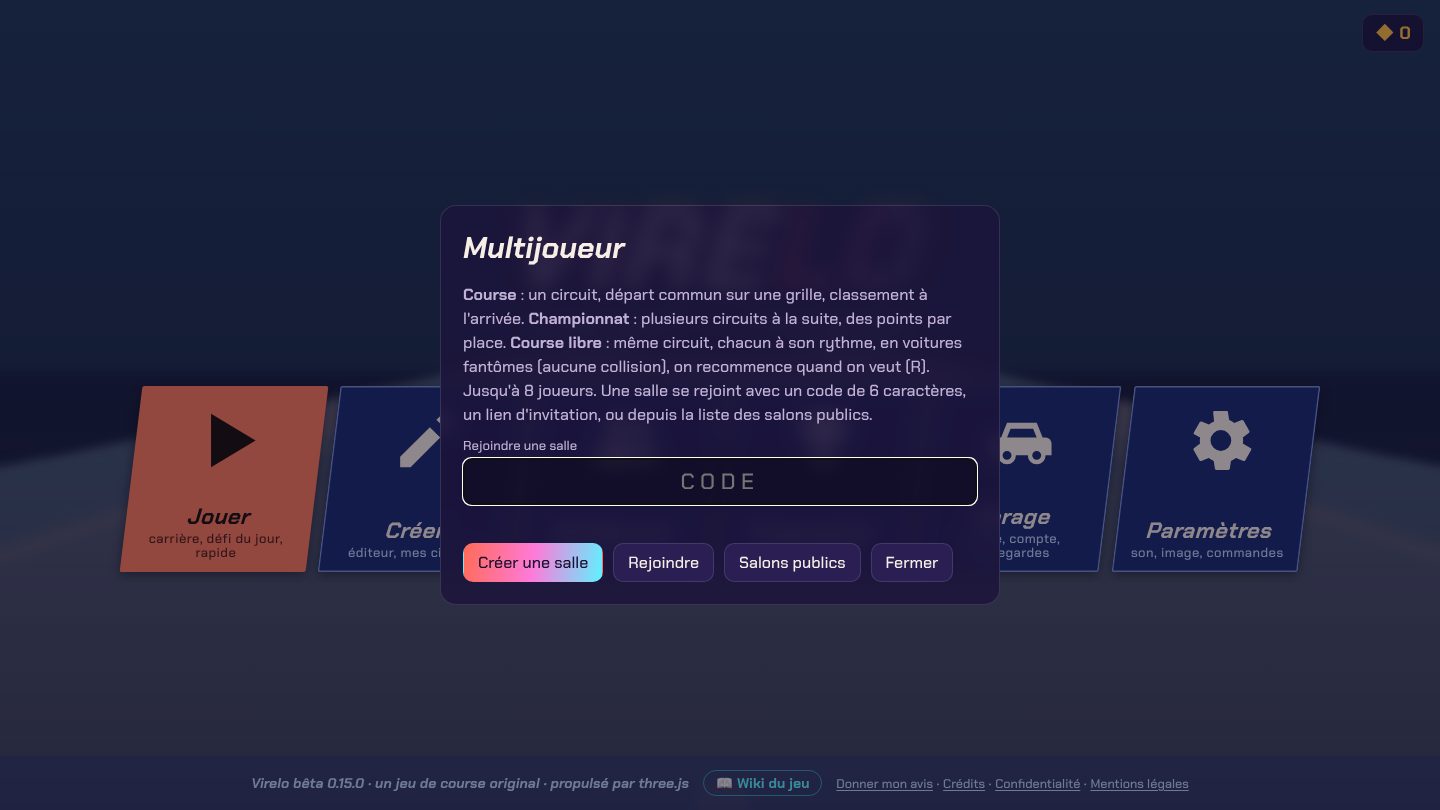 0
Multijoueur
Course : un circuit, départ commun sur une grille, classement à
l'arrivée. Championnat : plusieurs circuits à la suite, des points par
place. Course libre : même circuit, chacun à son rythme, en voitures
fantômes (aucune collision), on recommence quand on veut (R).
Jusqu'à 8 joueurs. Une salle se rejoint avec un code de 6 caractères,
un lien d'invitation, ou depuis la liste des salons publics.
Rejoindre une salle
CODE
Créer une salle
Rejoindre
Salons publics
Fermer
Jouer
carrière, défi du jour,
rapide
Créer
éditeur, mes
Paramètres
son, image, commandes
Virelo bêta 0.15.0 · un jeu de course original · propulsé par three.js
📖 Wiki du jeu
Donner mon avis · Crédits · Confidentialité · Mentions légales